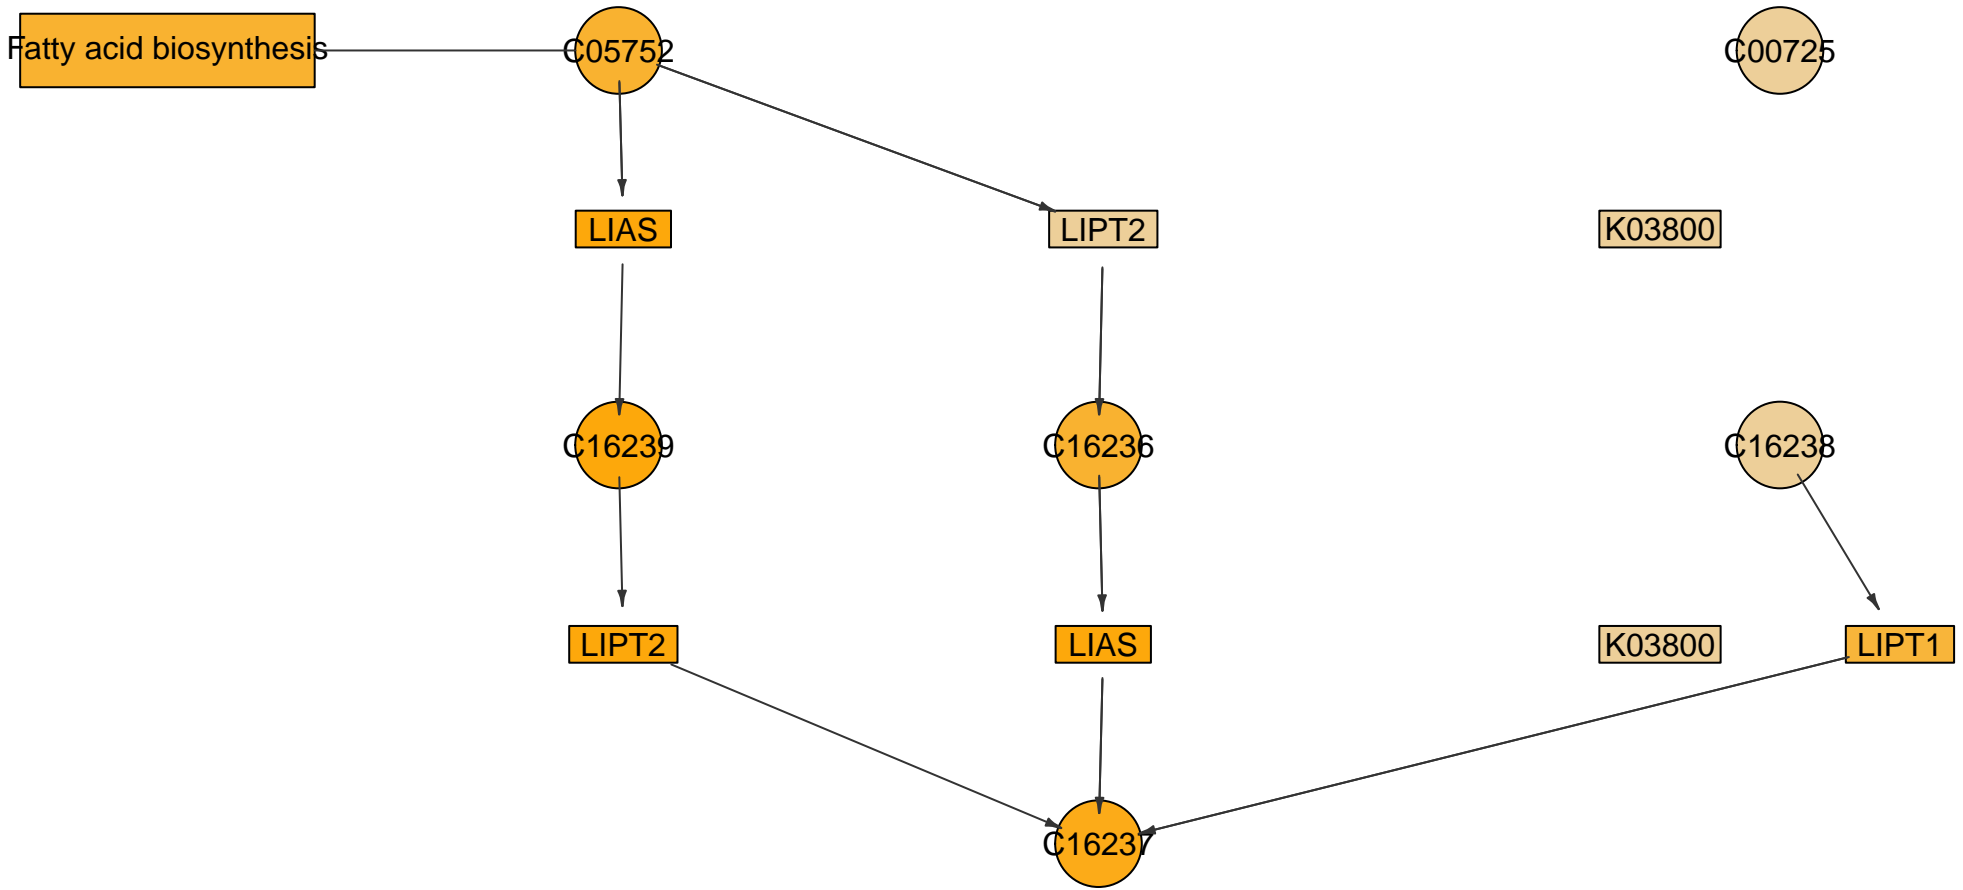 Fatty acid biosynthesis
C05752
C00725
LIAS
LIPT2
K03800
C16239
C16236
C16238
LIPT2
LIAS
K03800
LIPT1
C16237